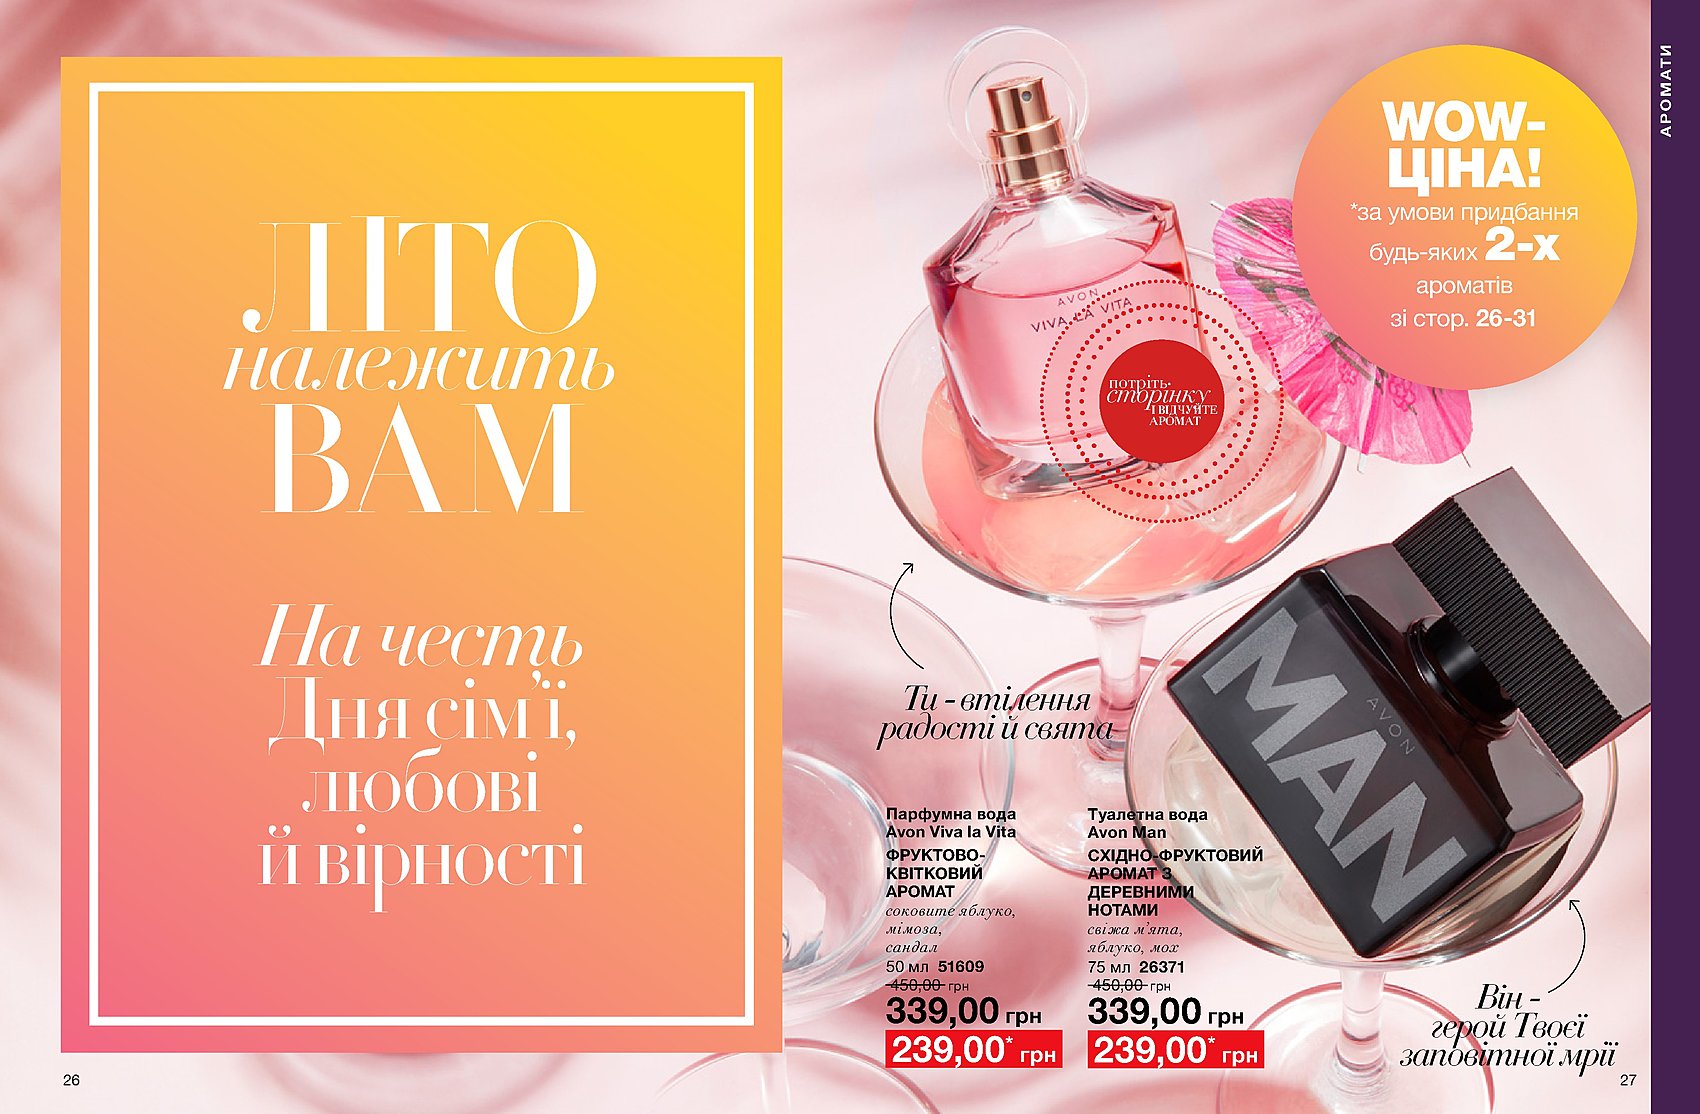 ЛІТО
належить
ВАМ
На честь
Дня сім'ї,
любові
й вірності
26
АРОМАТИ
WOW-
ЦІНА!
*за умови придбання
будь-яких 2-х
ароматів
зі стор. 26-31
AVON
VIVA LA VITA
потріть
сторінку
І ВІДЧУЙТЕ
АРОМАТ
Ти - втілення
радості й свята
AVON
MAN
Парфумна вода
Avon Viva la Vita
ФРУКТОВО-
КВІТКОВИЙ
АРОМАТ
соковите яблуко,
мімоза,
сандал
50 мл 51609
450,00 грн
339,00 грн
239,00* грн
Туалетна вода
Avon Man
СХІДНО-ФРУКТОВИЙ
АРОМАТ З
ДЕРЕВНИМИ
НОТАМИ
свіжа м'ята,
яблуко, мох
75 мл 26371
450,00 грн
339,00 грн
239,00* грн
Він -
герой Твоєї
заповітної мрії
27